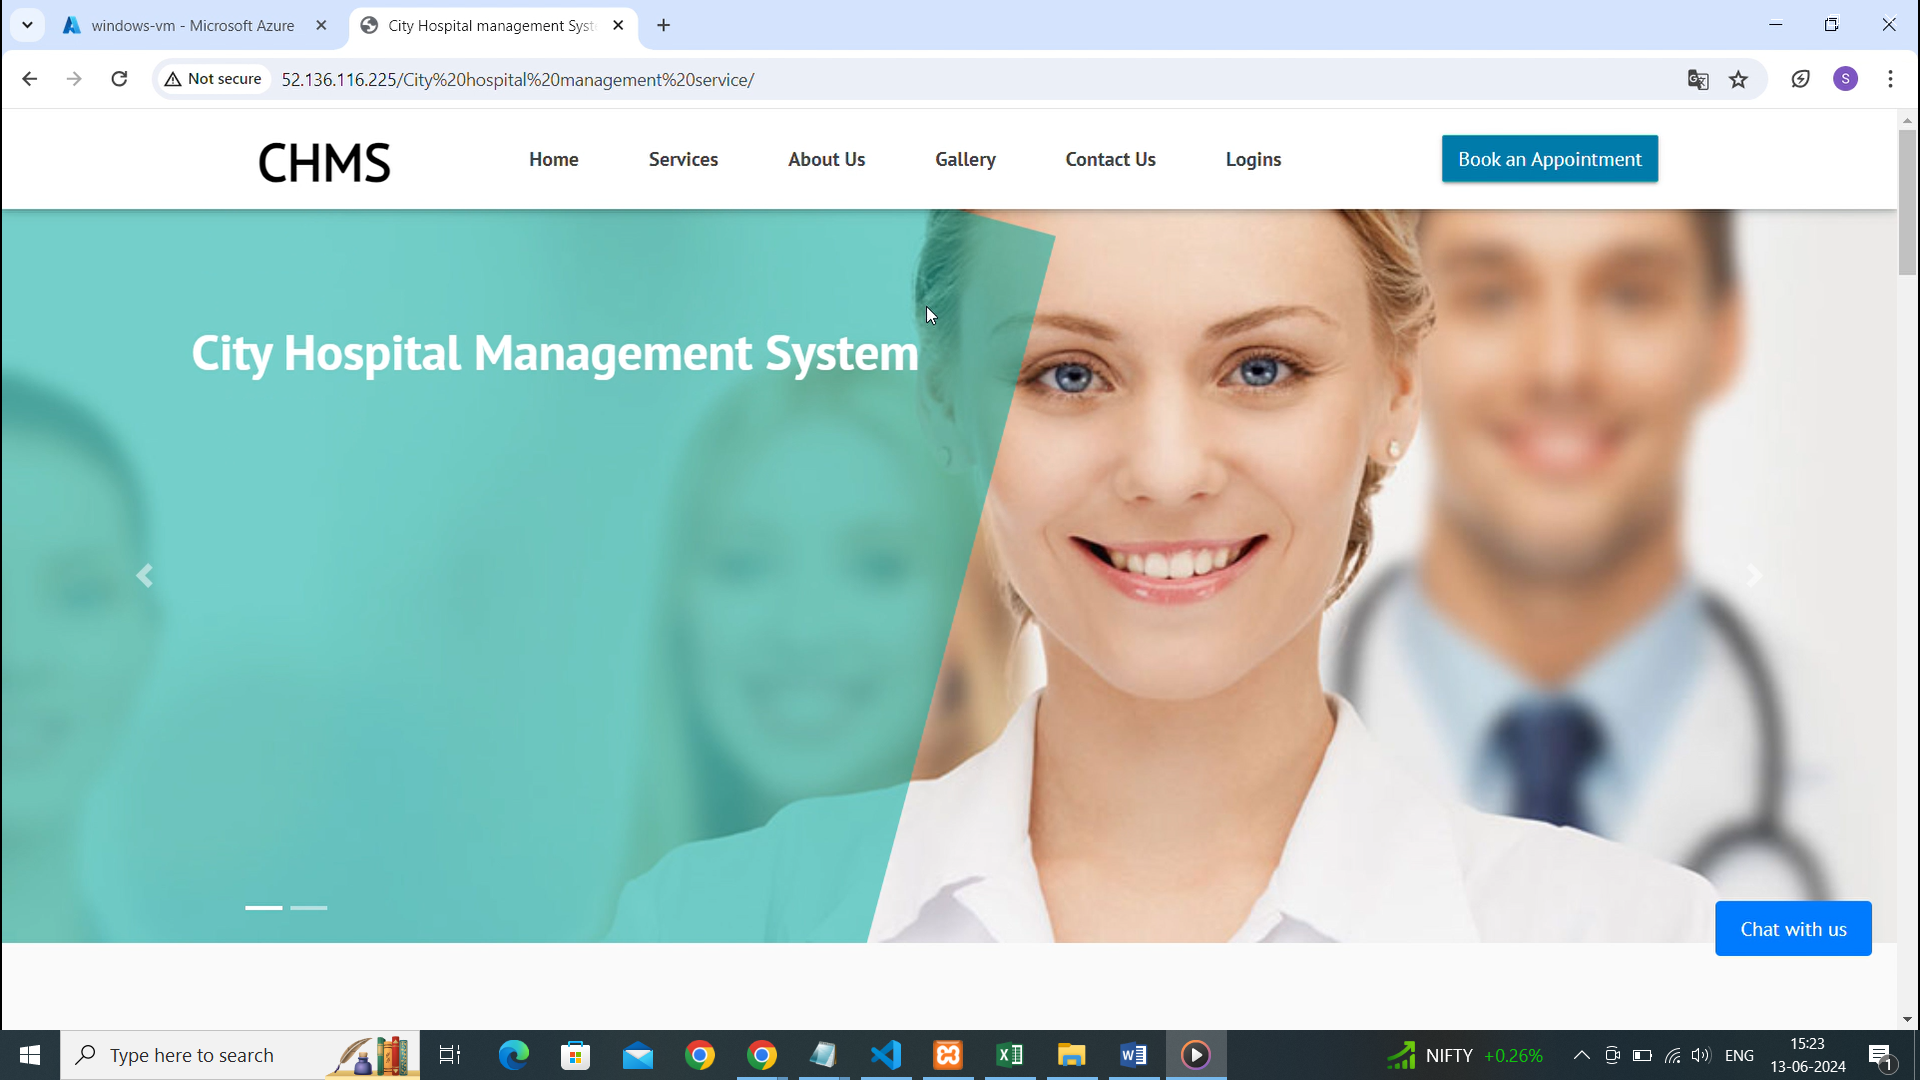 windows-vm - Microsoft Azure
City Hospital management Syst
Not secure
52.136.116.225/City%20hospital%20management%20service/
S
CHMS
Home
Services
About Us
Gallery
Contact Us
Logins
Book an Appointment
City Hospital Management System
Chat with us
Type here to search
NIFTY +0.26%
ENG
15:23
13-06-2024
1